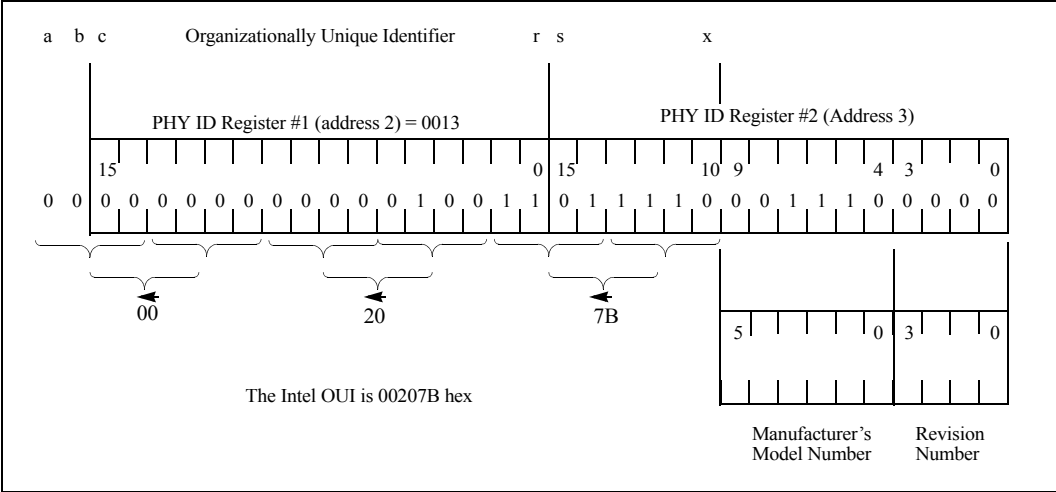 a b c Organizationally Unique Identifier r s x
PHY ID Register #1 (address 2) = 0013 PHY ID Register #2 (Address 3)
15 0 15 10 9 4 3 0
0 0 0 0 0 0 0 0 0 0 0 0 0 1 0 0 1 1 0 1 1 1 1 0 0 0 1 1 1 0 0 0 0 0
00 20 7B
5 0 3 0
The Intel OUI is 00207B hex
Manufacturer's
Model Number
Revision
Number